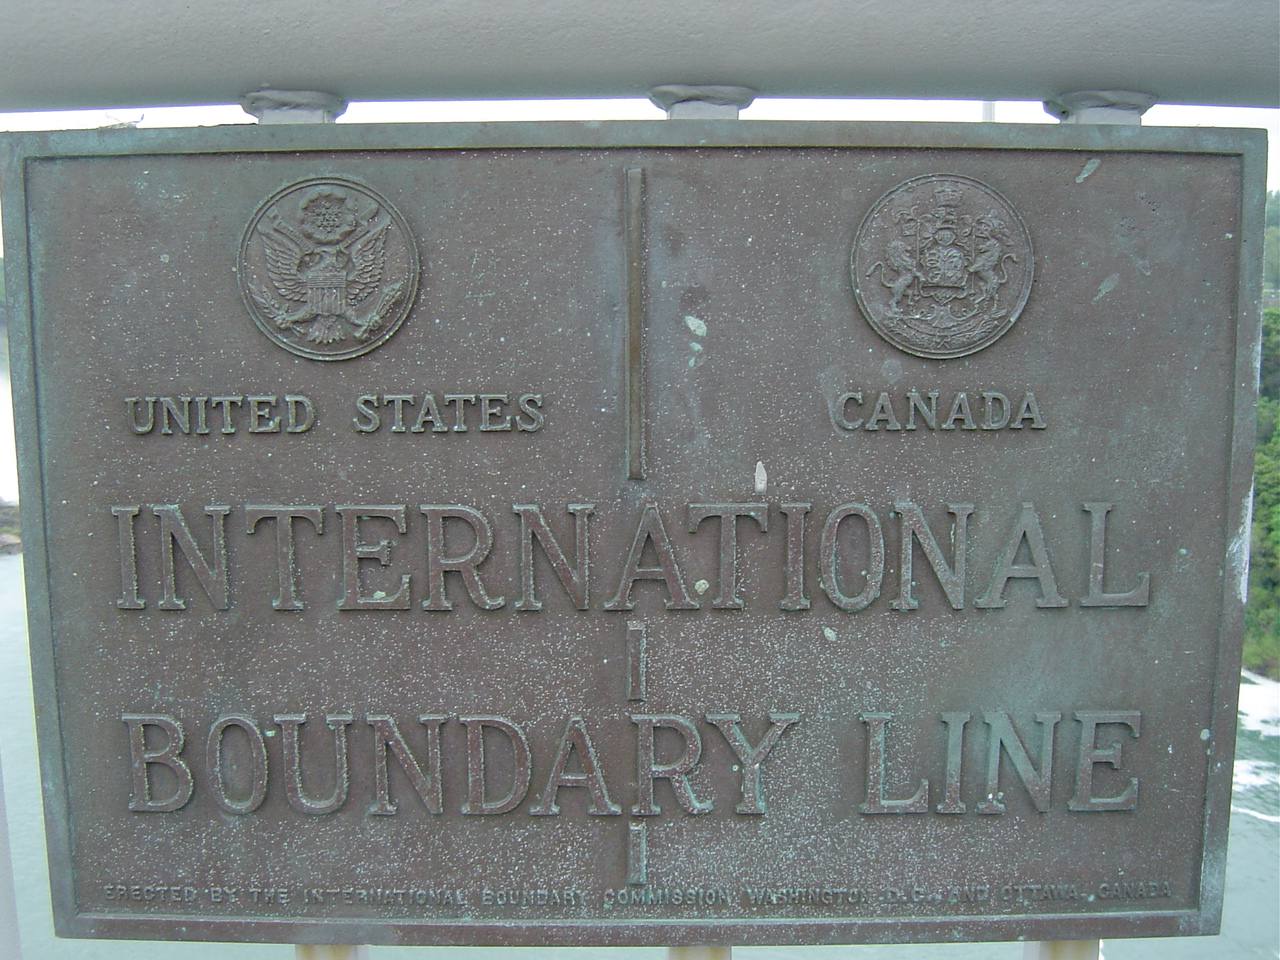 UNITED STATES CANADA
INTERNATIONAL
BOUNDARY LINE
ERECTED BY THE INTERNATIONAL BOUNDARY COMMISSION WASHINGTON D.C. AND OTTAWA, CANADA